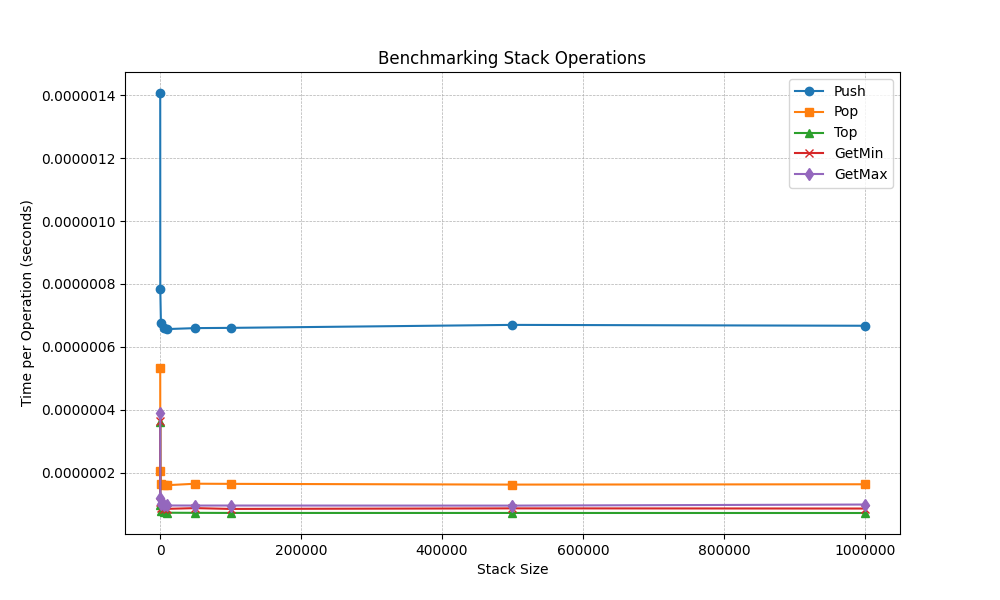 Benchmarking Stack Operations
Time per Operation (seconds)
0.0000014
0.0000012
0.0000010
0.0000008
0.0000006
0.0000004
0.0000002
Push
Pop
Top
GetMin
GetMax
0 200000 400000 600000 800000 1000000
Stack Size